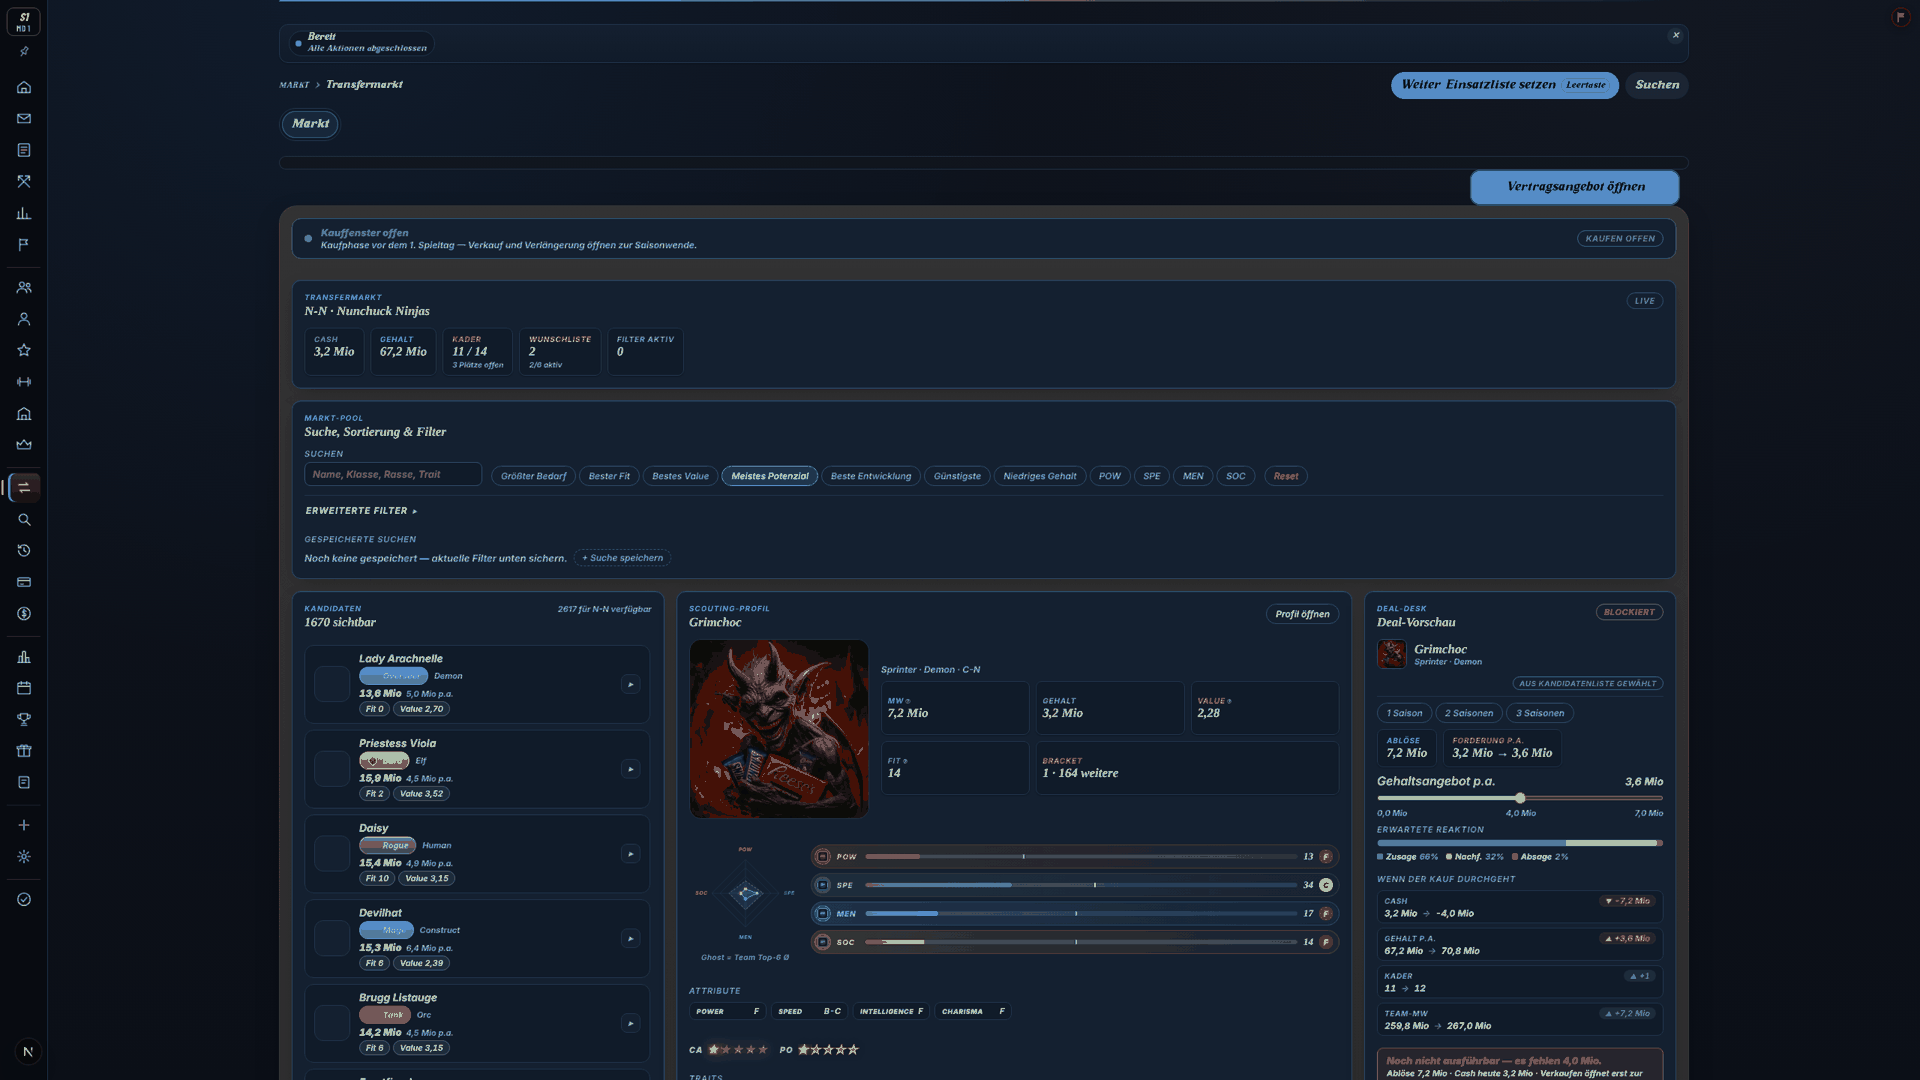 S1
MD1
Bereit
Alle Aktionen abgeschlossen
MARKT › Transfermarkt
Weiter Einsatzliste setzen Leertaste
Suchen
Markt
Vertragsangebot öffnen
Kauffenster offen
Kaufphase vor dem 1. Spieltag — Verkauf und Verlängerung öffnen zur Saisonwende.
KAUFEN OFFEN
TRANSFERMARKT
N-N · Nunchuck Ninjas
LIVE
CASH
3,2 Mio
GEHALT
67,2 Mio
KADER
11 / 14
3 Plätze offen
WUNSCHLISTE
2
2/6 aktiv
FILTER AKTIV
0
MARKT-POOL
Suche, Sortierung & Filter
SUCHEN
Name, Klasse, Rasse, Trait
Größter Bedarf
Bester Fit
Bestes Value
Meistes Potenzial
Beste Entwicklung
Günstigste
Niedriges Gehalt
POW
SPE
MEN
SOC
Reset
ERWEITERTE FILTER ▸
GESPEICHERTE SUCHEN
Noch keine gespeichert — aktuelle Filter unten sichern.
+ Suche speichern
KANDIDATEN
1670 sichtbar
2617 für N-N verfügbar
Lady Arachnelle
Demon
13,6 Mio 5,0 Mio p.a.
Fit 0
Value 2,70
Priestess Viola
Elf
15,9 Mio 4,5 Mio p.a.
Fit 2
Value 3,52
Daisy
Rogue Human
15,4 Mio 4,9 Mio p.a.
Fit 10
Value 3,15
Devilhat
Construct
15,3 Mio 6,4 Mio p.a.
Fit 6
Value 2,39
Brugg Listauge
Tank Orc
14,2 Mio 4,5 Mio p.a.
Fit 6
Value 3,15
SCOUTING-PROFIL
Grimchoc
Profil öffnen
Reese's
Sprinter · Demon · C-N
MW
7,2 Mio
GEHALT
3,2 Mio
VALUE
2,28
FIT
14
BRACKET
1 · 164 weitere
POW
SOC
SPE
MEN
Ghost = Team Top-6 Ø
POW 13 F
SPE 34 C
MEN 17 F
SOC 14 F
ATTRIBUTE
POWER F
SPEED B-C
INTELLIGENCE F
CHARISMA F
CA ★★★★★ PO ★☆☆☆☆
TRAITS
DEAL-DESK
Deal-Vorschau
BLOCKIERT
Grimchoc
Sprinter · Demon
AUS KANDIDATENLISTE GEWÄHLT
1 Saison
2 Saisonen
3 Saisonen
ABLÖSE
7,2 Mio
FORDERUNG P.A.
3,2 Mio → 3,6 Mio
Gehaltsangebot p.a. 3,6 Mio
0,0 Mio 4,0 Mio 7,0 Mio
ERWARTETE REAKTION
Zusage 66% Nachf. 32% Absage 2%
WENN DER KAUF DURCHGEHT
CASH ▼ -7,2 Mio
3,2 Mio → -4,0 Mio
GEHALT P.A. ▲ +3,6 Mio
67,2 Mio → 70,8 Mio
KADER ▲ +1
11 → 12
TEAM-MW ▲ +7,2 Mio
259,8 Mio → 267,0 Mio
Noch nicht ausführbar — es fehlen 4,0 Mio.
Ablöse 7,2 Mio · Cash heute 3,2 Mio · Verkaufen öffnet erst zur
N